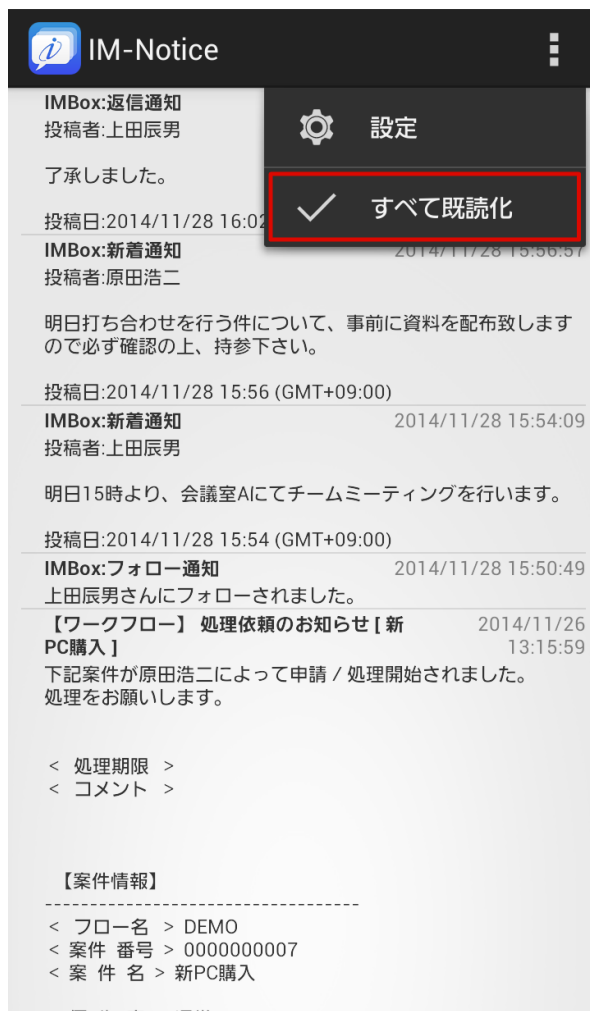 IM-Notice
IMBox:返信通知
投稿者:上田辰男
設定
了承しました。
すべて既読化
投稿日:2014/11/28 16:02
IMBox:新着通知 2014/11/28 15:56:57
投稿者:原田浩二
明日打ち合わせを行う件について、事前に資料を配布致します
ので必ず確認の上、持参下さい。
投稿日:2014/11/28 15:56 (GMT+09:00)
IMBox:新着通知 2014/11/28 15:54:09
投稿者:上田辰男
明日15時より、会議室Aにてチームミーティングを行います。
投稿日:2014/11/28 15:54 (GMT+09:00)
IMBox:フォロー通知 2014/11/28 15:50:49
上田辰男さんにフォローされました。
【ワークフロー】 処理依頼のお知らせ [ 新 2014/11/26
PC購入 ] 13:15:59
下記案件が原田浩二によって申請 / 処理開始されました。
処理をお願いします。
< 処理期限 >
< コメント >
【案件情報】
-----------------------------------
< フロー名 > DEMO
< 案件 番号 > 0000000007
< 案 件 名 > 新PC購入